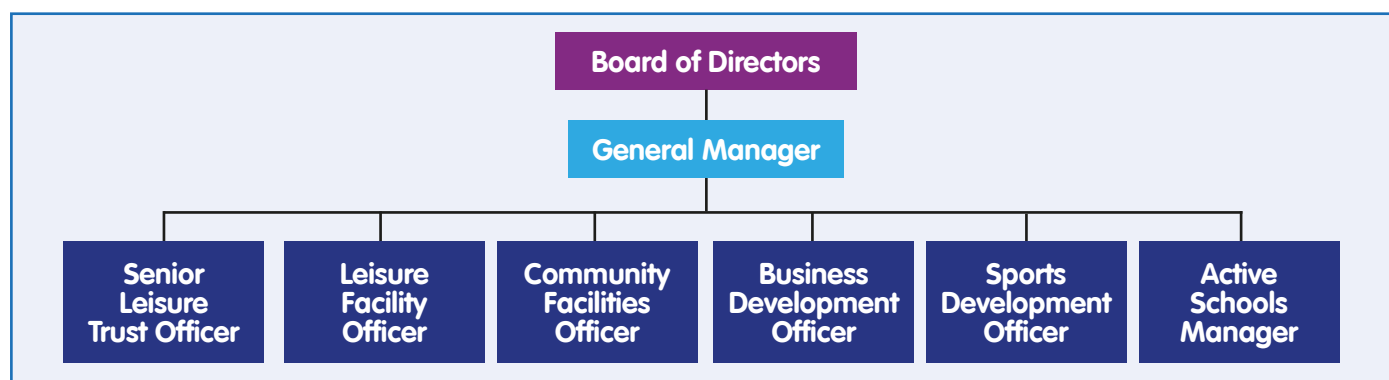 Board of Directors
General Manager
Senior
Leisure
Trust Officer
Leisure
Facility
Officer
Community
Facilities
Officer
Business
Development
Officer
Sports
Development
Officer
Active
Schools
Manager